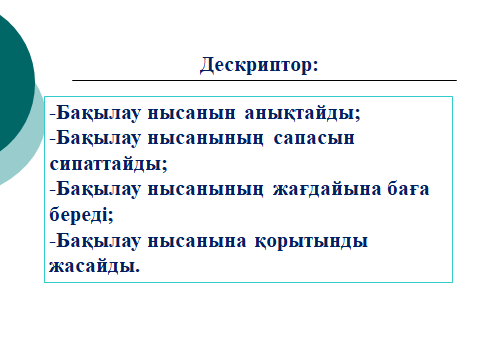 Дескриптор:
-Бақылау нысанын анықтайды;
-Бақылау нысанының сапасын
сипаттайды;
-Бақылау нысанының жағдайына баға
береді;
-Бақылау нысанына қорытынды
жасайды.